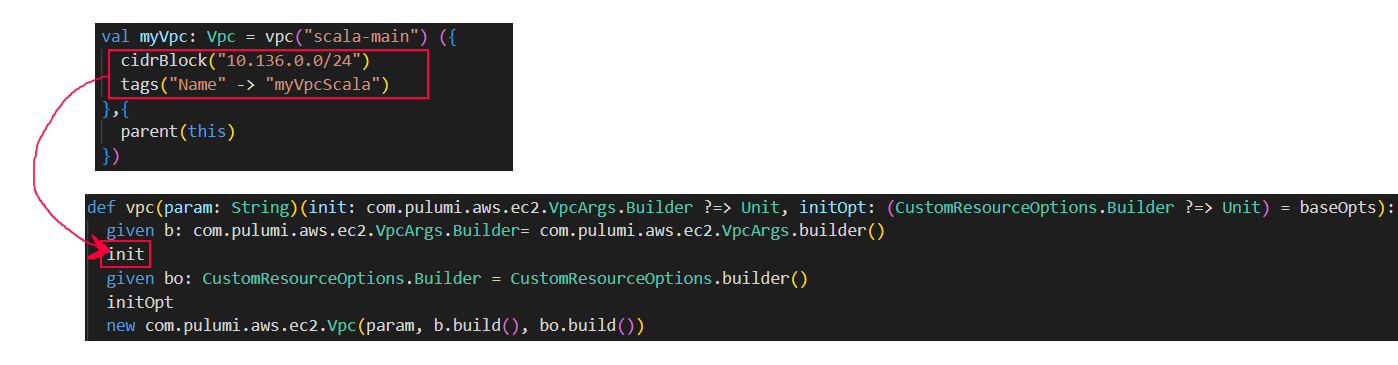 val myVpc: Vpc = vpc("scala-main") ({
cidrBlock("10.136.0.0/24")
tags("Name" -> "myVpcScala")
},{
parent(this)
})
def vpc(param: String)(init: com.pulumi.aws.ec2.VpcArgs.Builder ?=> Unit, initOpt: (CustomResourceOptions.Builder ?=> Unit) = baseOpts):
given b: com.pulumi.aws.ec2.VpcArgs.Builder= com.pulumi.aws.ec2.VpcArgs.builder()
init
given bo: CustomResourceOptions.Builder = CustomResourceOptions.builder()
initOpt
new com.pulumi.aws.ec2.Vpc(param, b.build(), bo.build())